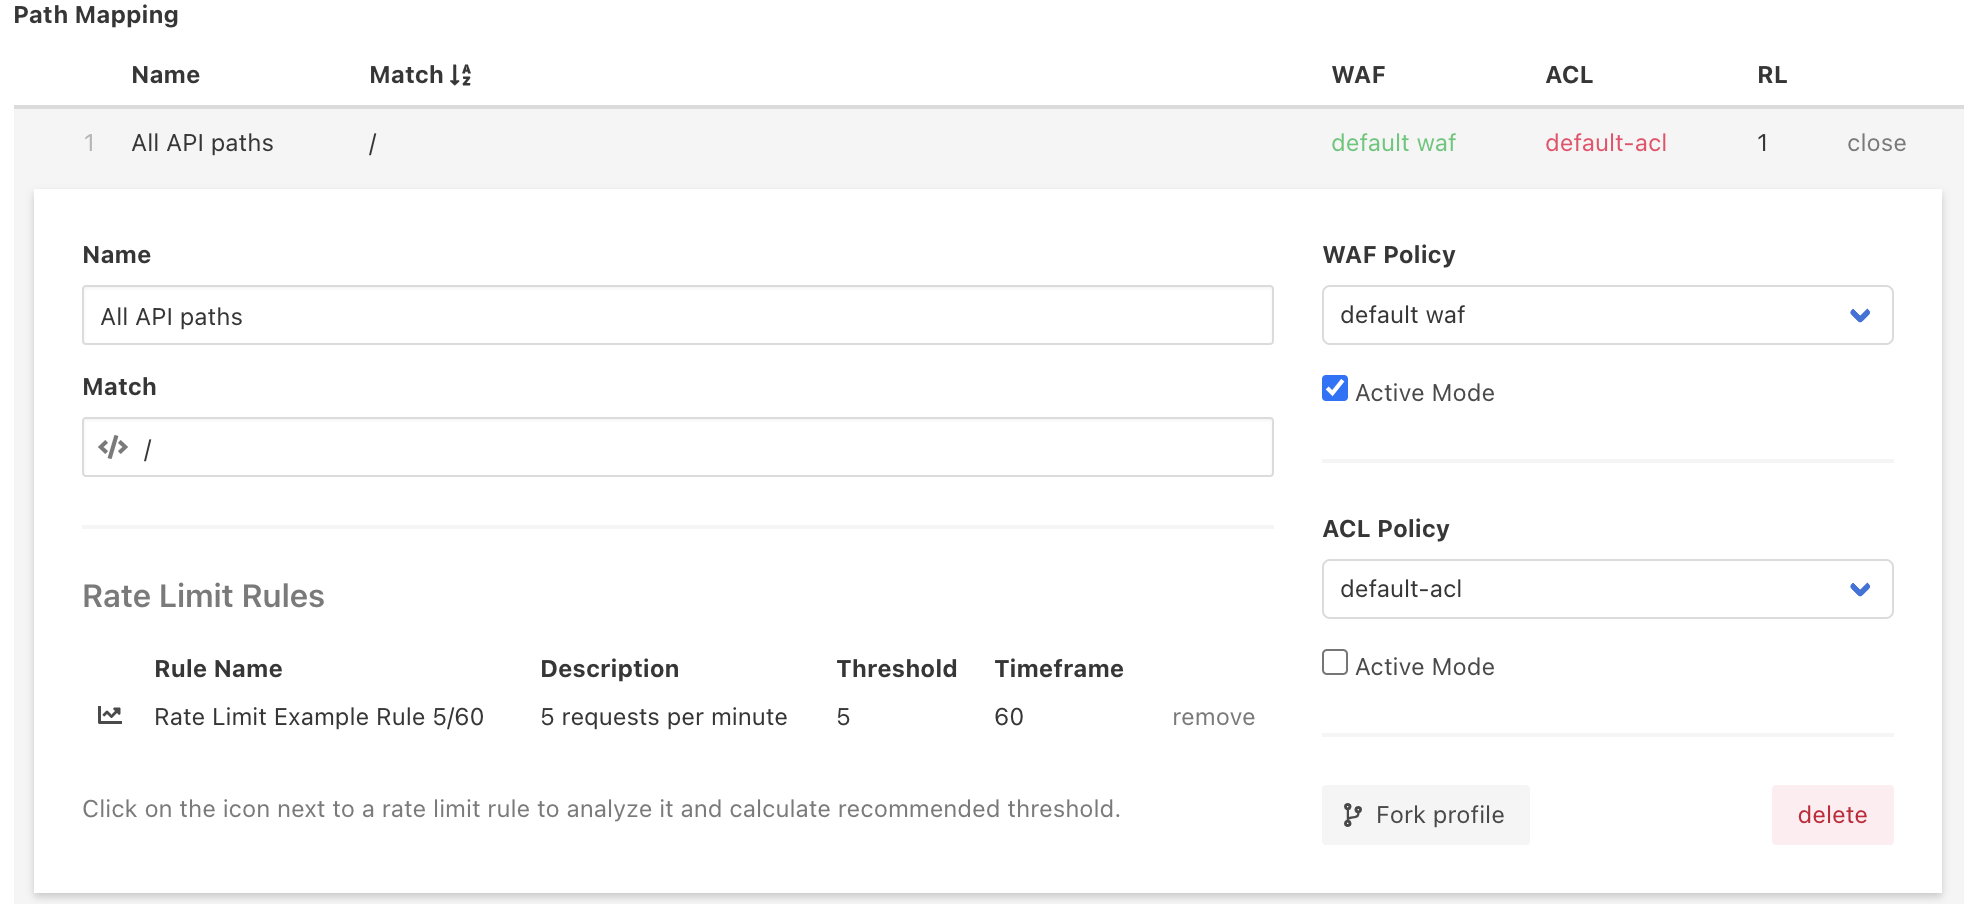 Path Mapping
Name Match WAF ACL RL
1 All API paths / default waf default-acl 1 close
Name
All API paths
Match
/
Rate Limit Rules
Rule Name Description Threshold Timeframe
Rate Limit Example Rule 5/60 5 requests per minute 5 60 remove
Click on the icon next to a rate limit rule to analyze it and calculate recommended threshold.
WAF Policy
default waf
Active Mode
ACL Policy
default-acl
Active Mode
Fork profile delete